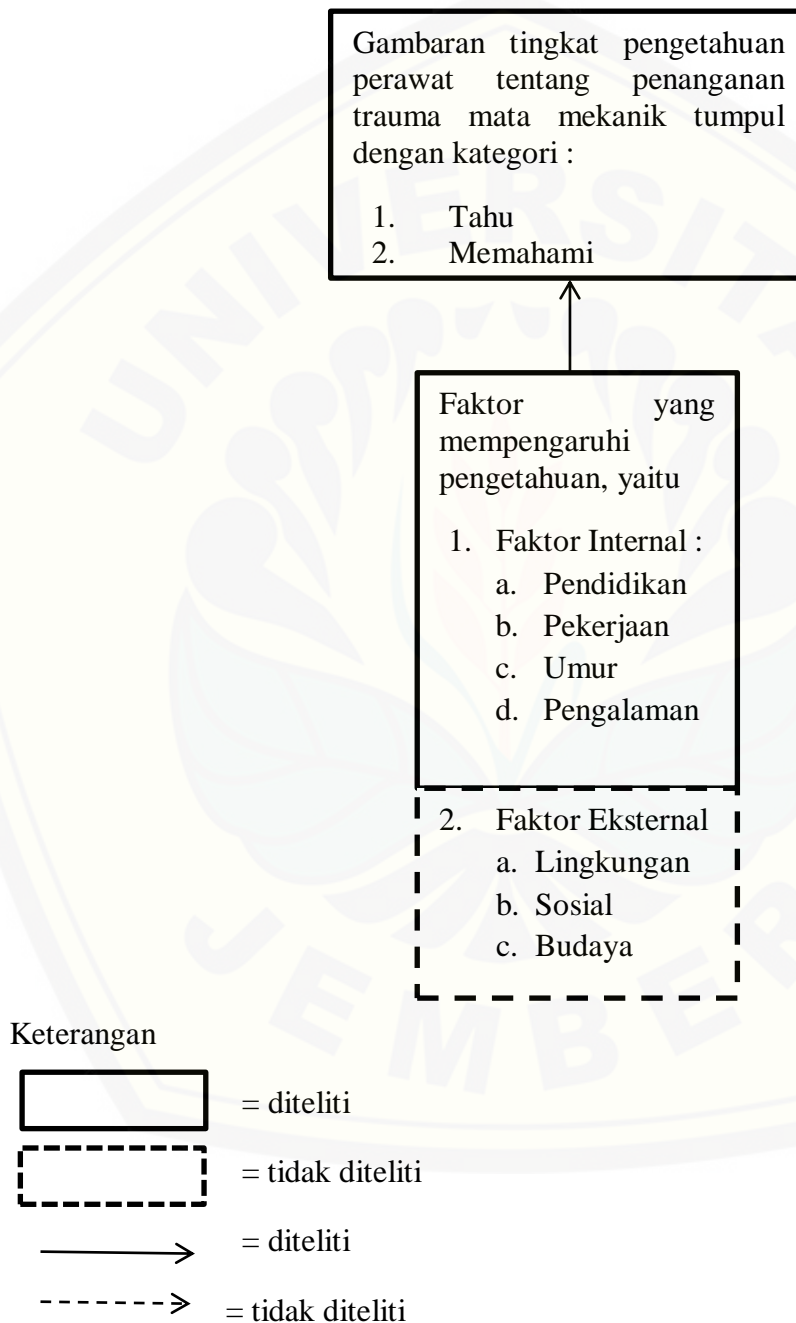 Gambaran tingkat pengetahuan
perawat tentang penanganan
trauma mata mekanik tumpul
dengan kategori :
1. Tahu
2. Memahami
Faktor yang
mempengaruhi
pengetahuan, yaitu
1. Faktor Internal :
a. Pendidikan
b. Pekerjaan
c. Umur
d. Pengalaman
2. Faktor Eksternal
a. Lingkungan
b. Sosial
c. Budaya
Keterangan
= diteliti
= tidak diteliti
= diteliti
= tidak diteliti
UNIVERSITA
JEMBER